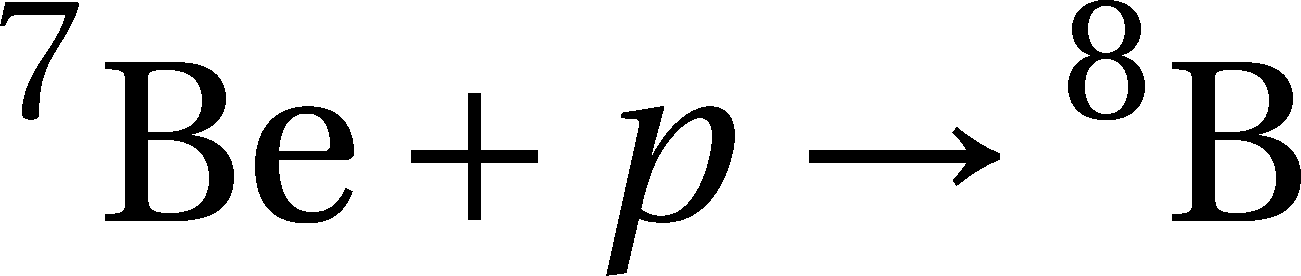 ⁷Be + p → ⁸B